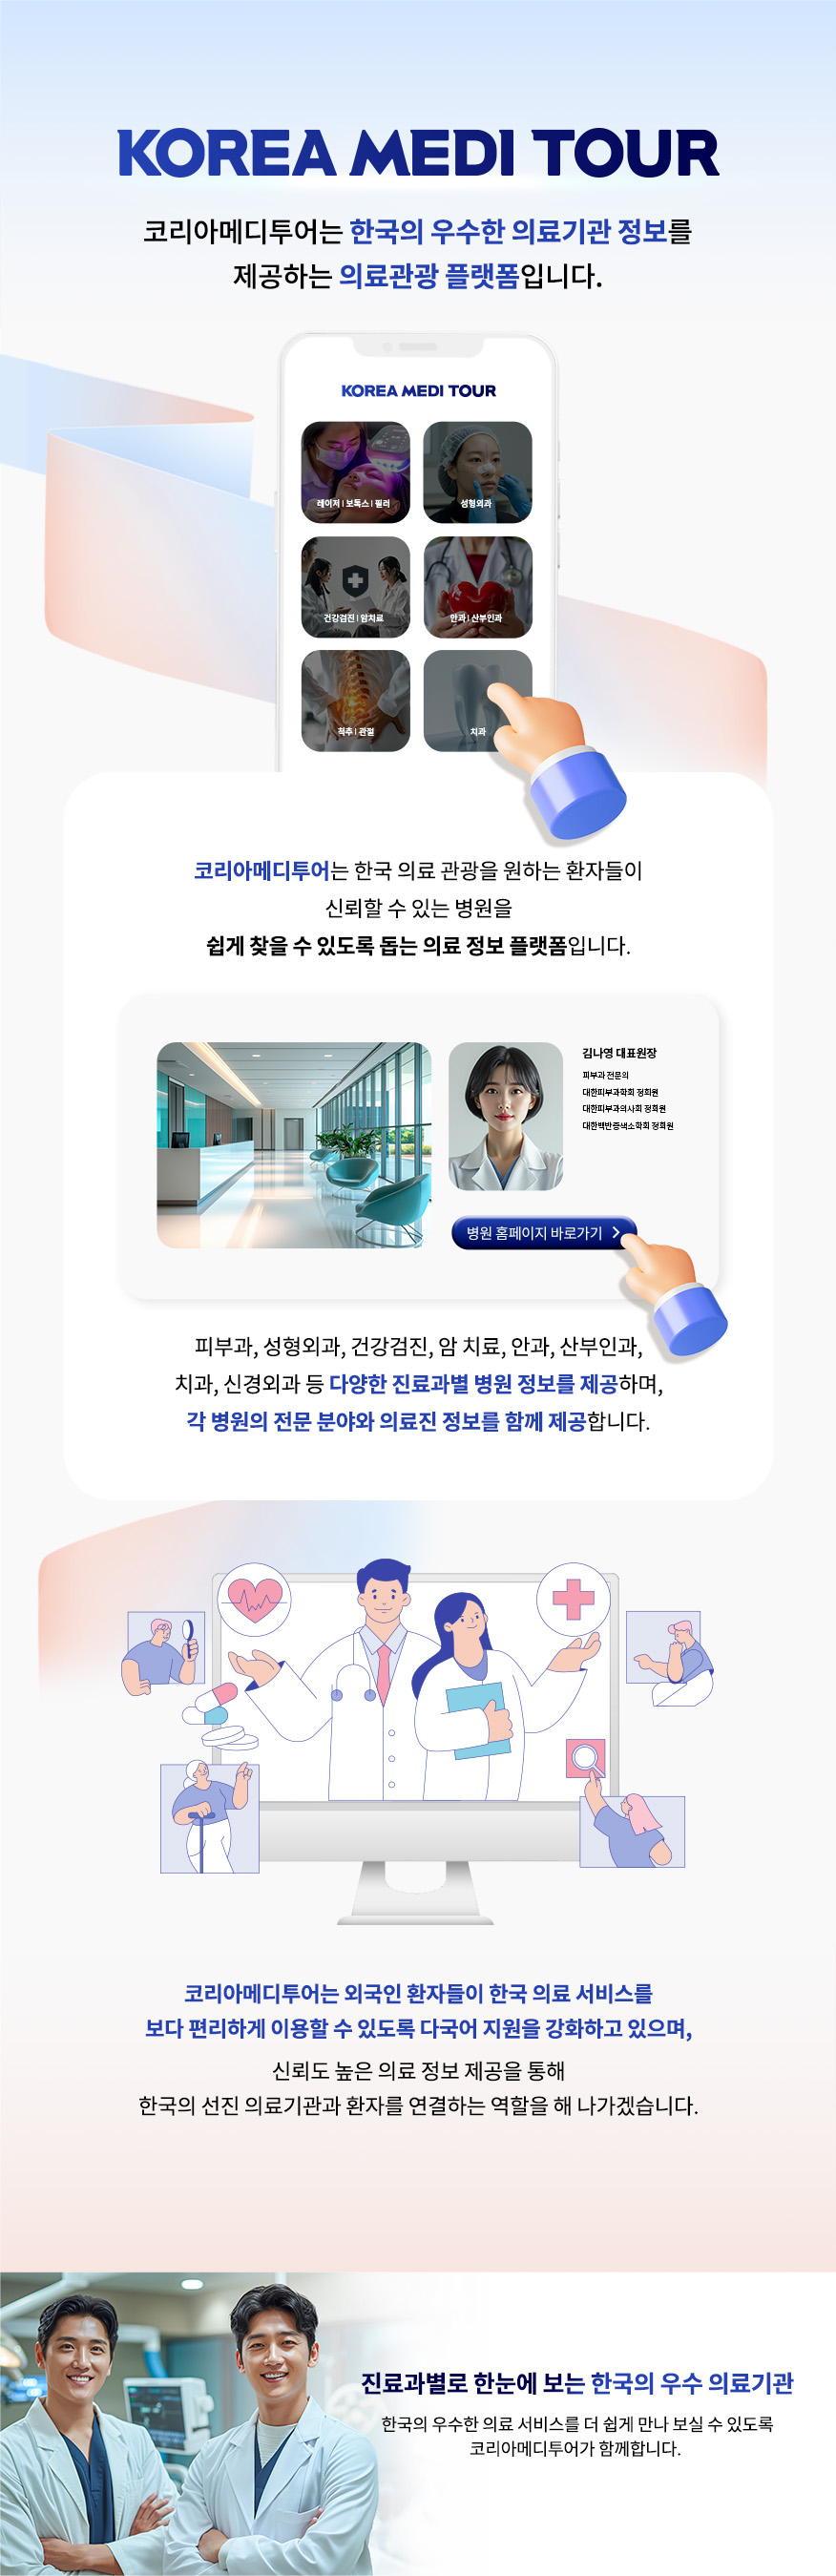 KOREA MEDI TOUR
코리아메디투어는 한국의 우수한 의료기관 정보를
제공하는 의료관광 플랫폼입니다.
KOREA MEDI TOUR
레이저 | 보톡스 | 필러
성형외과
건강검진 | 암치료
안과 | 산부인과
척추 | 관절
치과
코리아메디투어는 한국 의료 관광을 원하는 환자들이
신뢰할 수 있는 병원을
쉽게 찾을 수 있도록 돕는 의료 정보 플랫폼입니다.
김나영 대표원장
피부과 전문의
대한피부과학회 정회원
대한피부과의사회 정회원
대한백반증색소학회 정회원
병원 홈페이지 바로가기 >
피부과, 성형외과, 건강검진, 암 치료, 안과, 산부인과,
치과, 신경외과 등 다양한 진료과별 병원 정보를 제공하며,
각 병원의 전문 분야와 의료진 정보를 함께 제공합니다.
코리아메디투어는 외국인 환자들이 한국 의료 서비스를
보다 편리하게 이용할 수 있도록 다국어 지원을 강화하고 있으며,
신뢰도 높은 의료 정보 제공을 통해
한국의 선진 의료기관과 환자를 연결하는 역할을 해 나가겠습니다.
진료과별로 한눈에 보는 한국의 우수 의료기관
한국의 우수한 의료 서비스를 더 쉽게 만나 보실 수 있도록
코리아메디투어가 함께합니다.